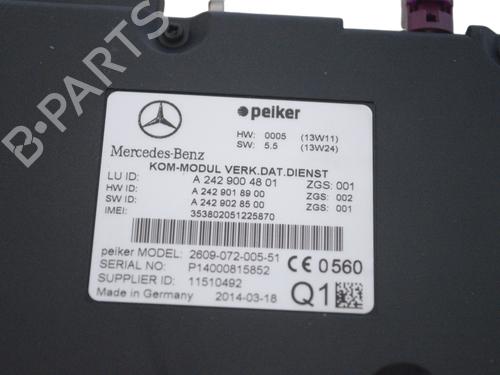 B-PARTS
peiker
HW: 0005 (13W11)
SW: 5.5 (13W24)
Mercedes-Benz
KOM-MODUL VERK.DAT.DIENST
LU ID: A 242 900 48 01 ZGS: 001
HW ID: A 242 901 89 00 ZGS: 002
SW ID: A 242 902 85 00 ZGS: 001
IMEI: 353802051225870
peiker MODEL: 2609-072-005-51
SERIAL NO: P14000815852
CE 0560
SUPPLIER ID: 11510492
Made in Germany 2014-03-18
Q1